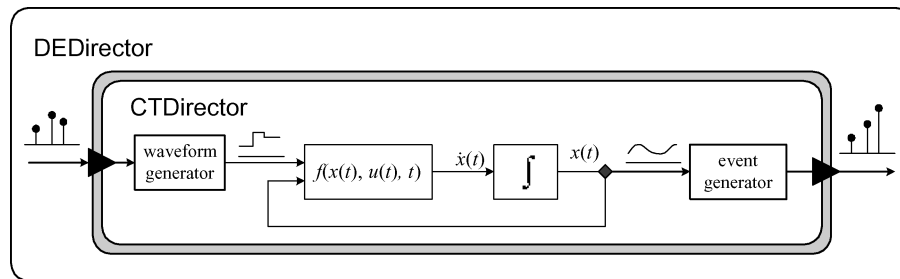 DEDirector
CTDirector
waveform
generator
f(x(t), u(t), t)
ẋ(t)
∫
x(t)
event
generator